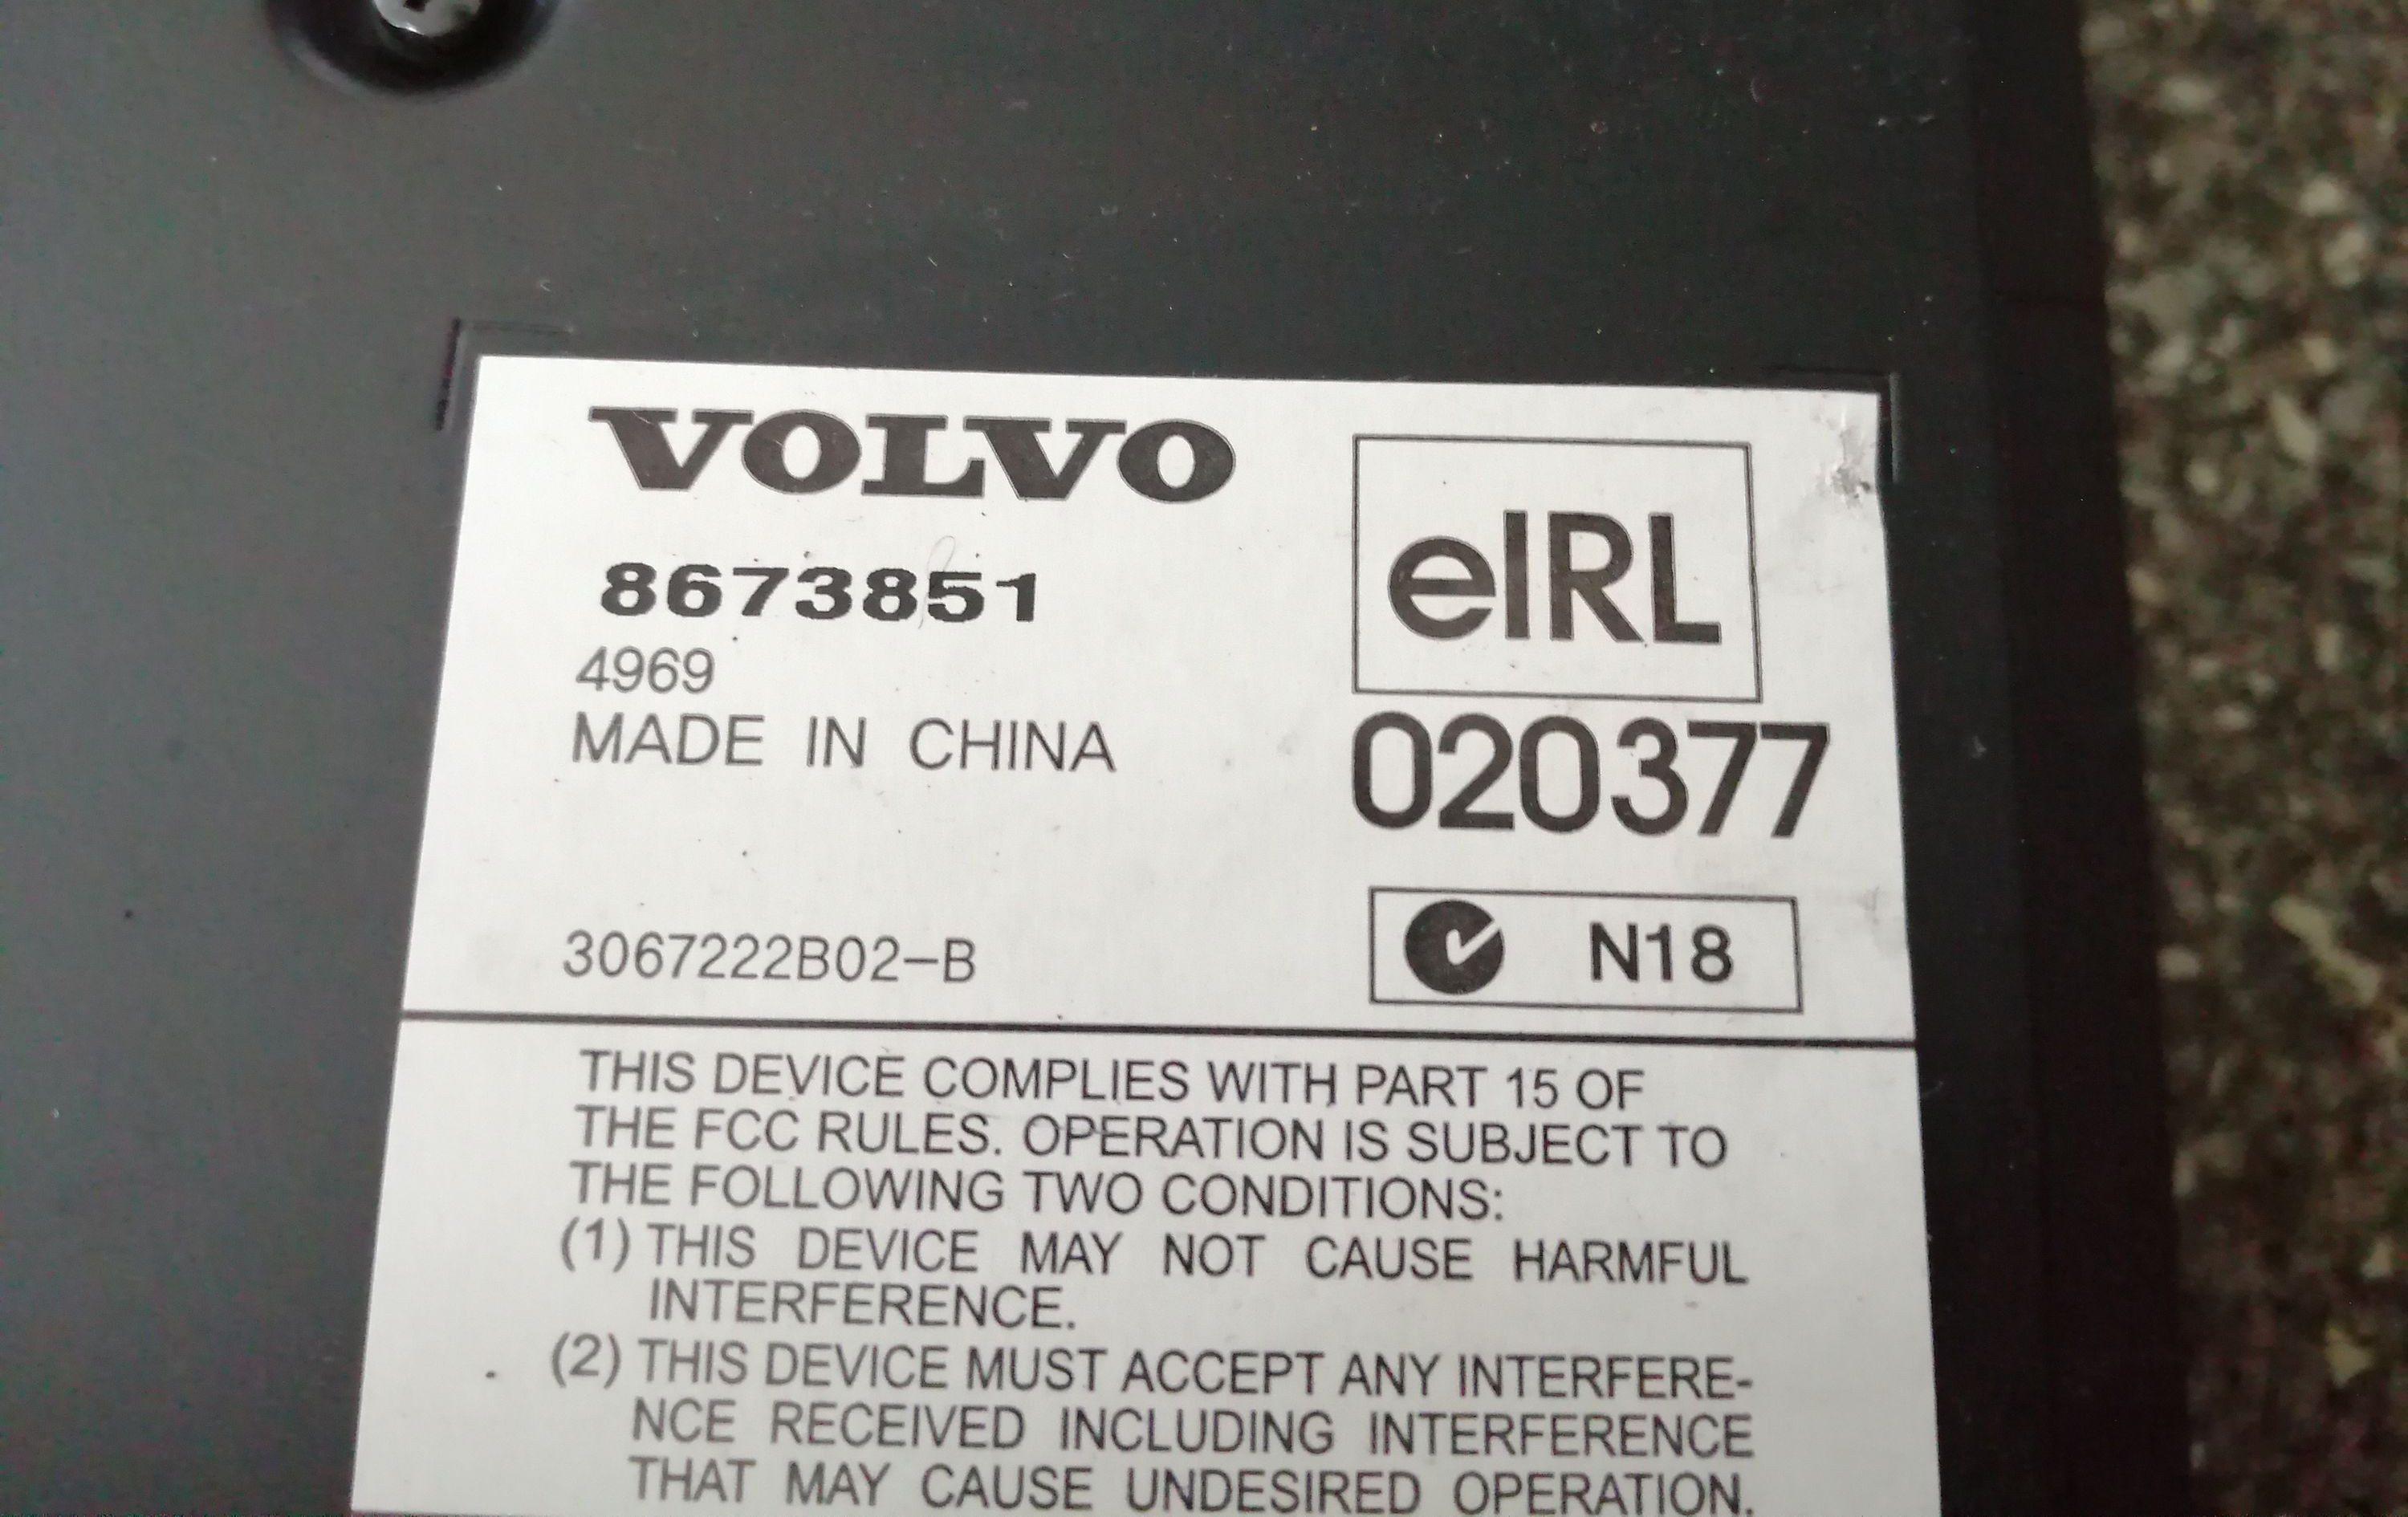 VOLVO
8673851
4969
MADE IN CHINA
3067222B02-B
eIRL
020377
N18
THIS DEVICE COMPLIES WITH PART 15 OF
THE FCC RULES. OPERATION IS SUBJECT TO
THE FOLLOWING TWO CONDITIONS:
(1) THIS DEVICE MAY NOT CAUSE HARMFUL
INTERFERENCE.
(2) THIS DEVICE MUST ACCEPT ANY INTERFERE-
NCE RECEIVED INCLUDING INTERFERENCE
THAT MAY CAUSE UNDESIRED OPERATION.